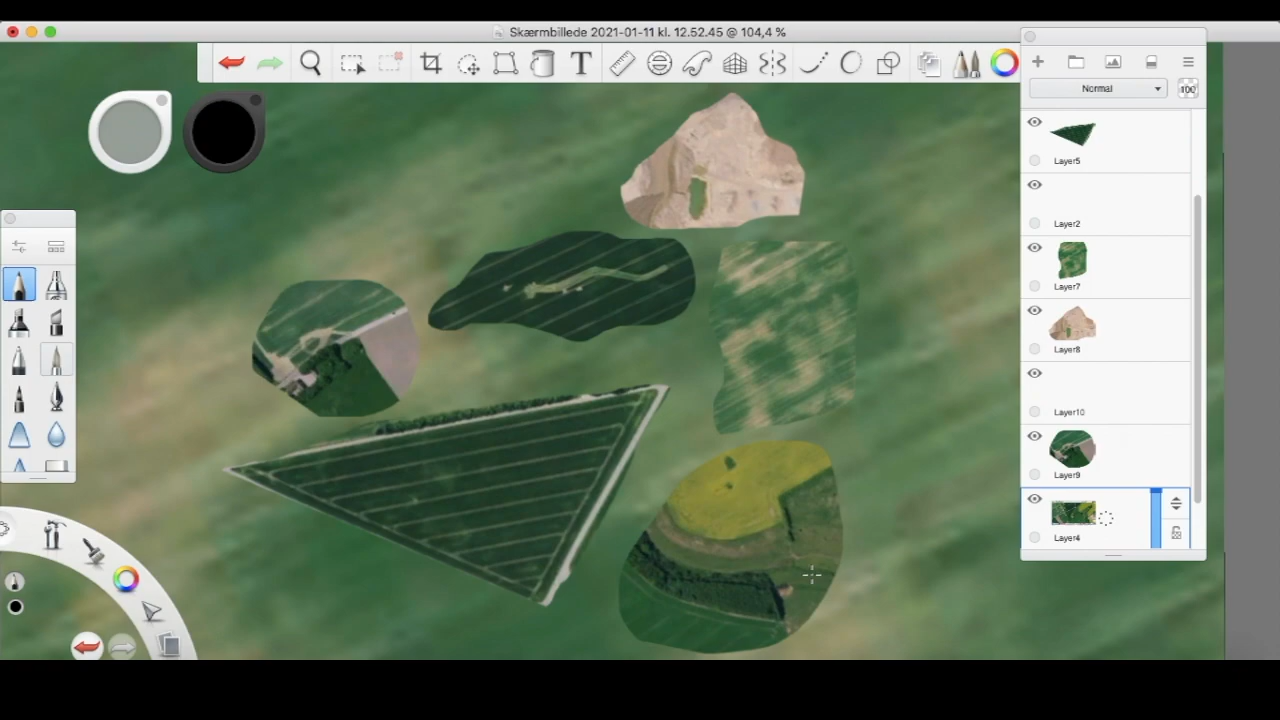 Skærmbillede 2021-01-11 kl. 12.52.45 @ 104,4 %
T
Normal
100
Layer5
Layer2
Layer7
Layer8
Layer10
Layer9
Layer4